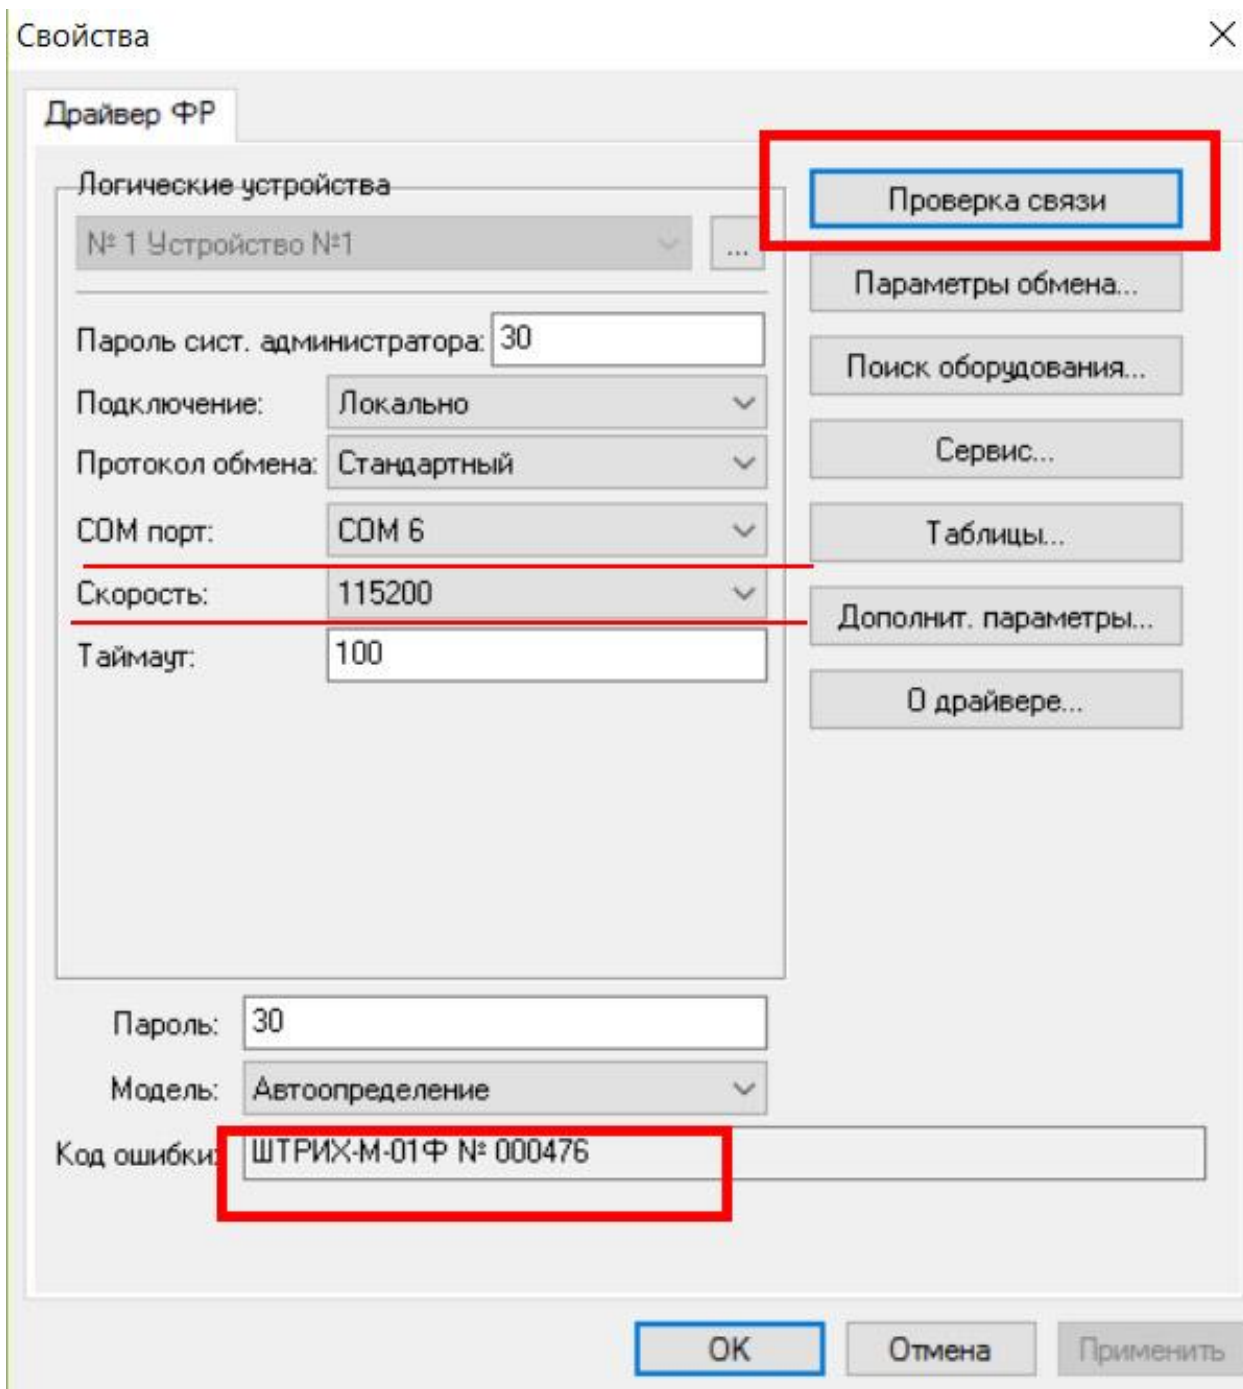 Свойства
Драйвер ФР
Логические устройства
№ 1 Устройство №1
...
Пароль сист. администратора: 30
Подключение: Локально
Протокол обмена: Стандартный
COM порт: COM 6
Скорость: 115200
Таймаут: 100
Проверка связи
Параметры обмена...
Поиск оборудования...
Сервис...
Таблицы...
Дополнит. параметры...
О драйвере...
Пароль: 30
Модель: Автоопределение
Код ошибки: ШТРИХ-М-01Ф № 000476
OK
Отмена
Применить